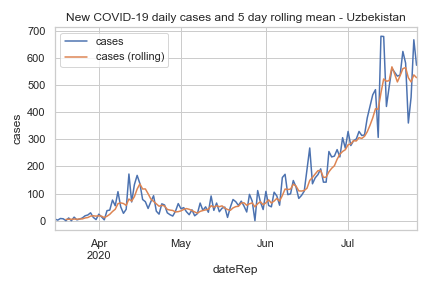 New COVID-19 daily cases and 5 day rolling mean - Uzbekistan
cases
cases (rolling)
700
600
500
400
300
200
100
0
cases
Apr
2020
May
Jun
Jul
dateRep